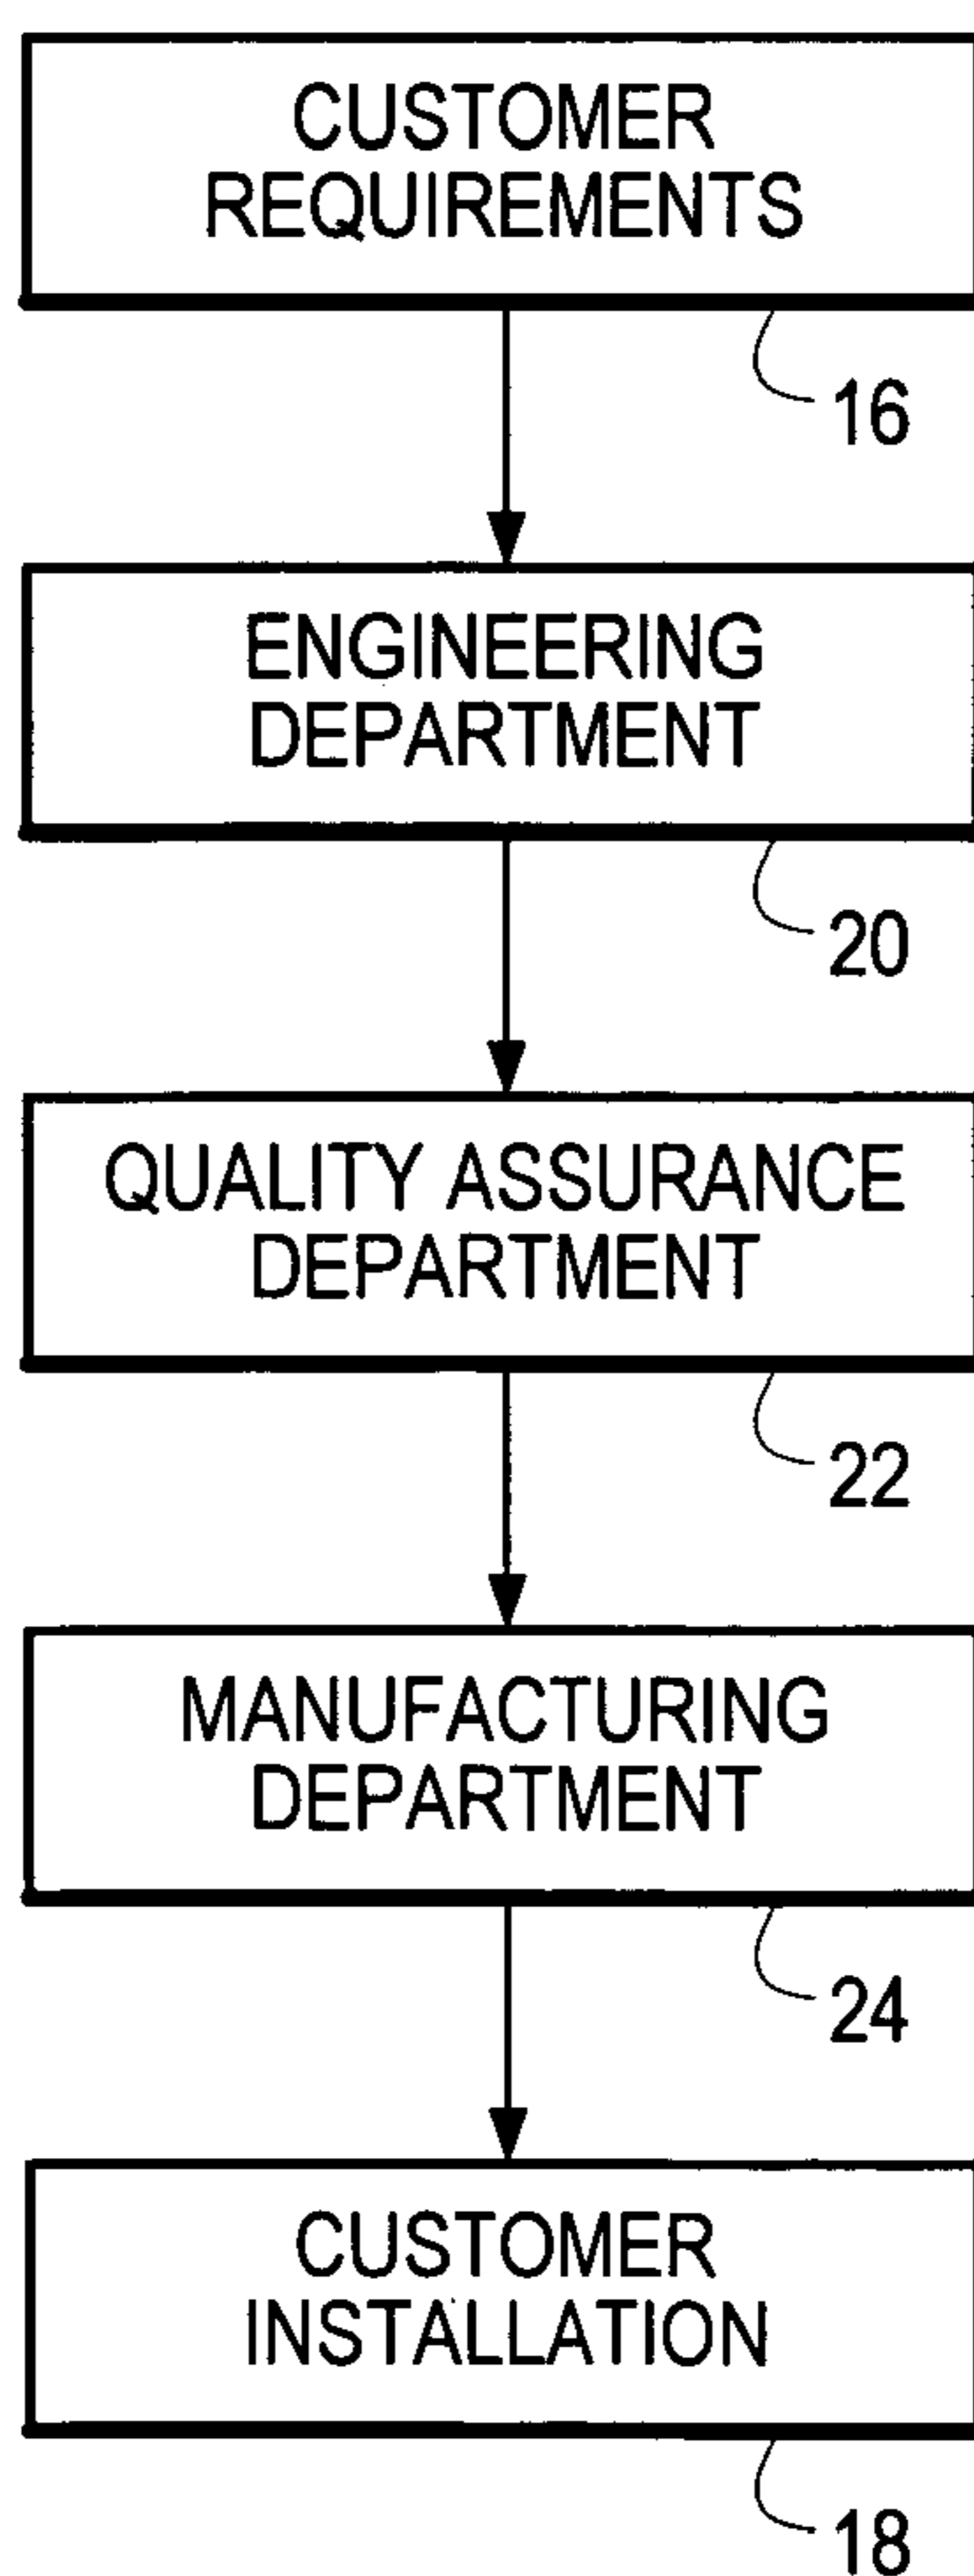 CUSTOMER
REQUIREMENTS
16
ENGINEERING
DEPARTMENT
20
QUALITY ASSURANCE
DEPARTMENT
22
MANUFACTURING
DEPARTMENT
24
CUSTOMER
INSTALLATION
18